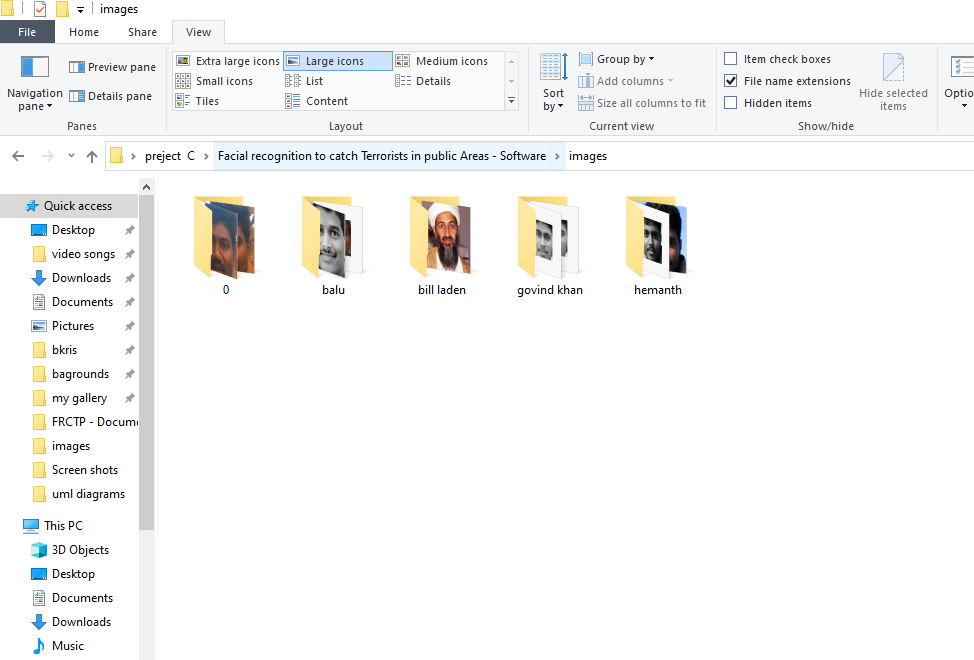 images
File Home Share View
Navigation pane
Preview pane
Details pane
Panes
Extra large icons Large icons Medium icons
Small icons List Details
Tiles Content
Layout
Sort by
Group by
Add columns
Size all columns to fit
Current view
Item check boxes
File name extensions
Hidden items
Hide selected items
Show/hide
Optio
preject C > Facial recognition to catch Terrorists in public Areas - Software > images
Quick access
Desktop
video songs
Downloads
Documents
Pictures
bkris
bagrounds
my gallery
FRCTP - Docume
images
Screen shots
uml diagrams
This PC
3D Objects
Desktop
Documents
Downloads
Music
0 balu bill laden govind khan hemanth